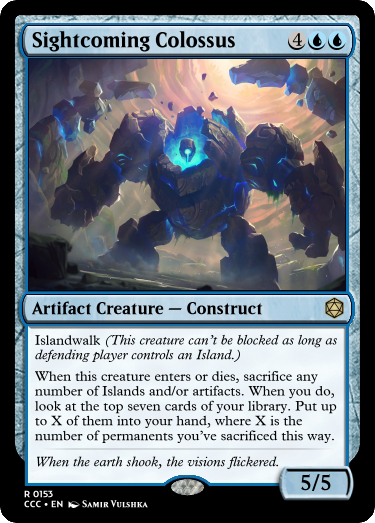 Sightcoming Colossus 4
Artifact Creature — Construct
Islandwalk (This creature can't be blocked as long as
defending player controls an Island.)
When this creature enters or dies, sacrifice any
number of Islands and/or artifacts. When you do,
look at the top seven cards of your library. Put up
to X of them into your hand, where X is the
number of permanents you've sacrificed this way.
When the earth shook, the visions flickered.
5/5
R 0153
CCC • EN Samir Vulshka